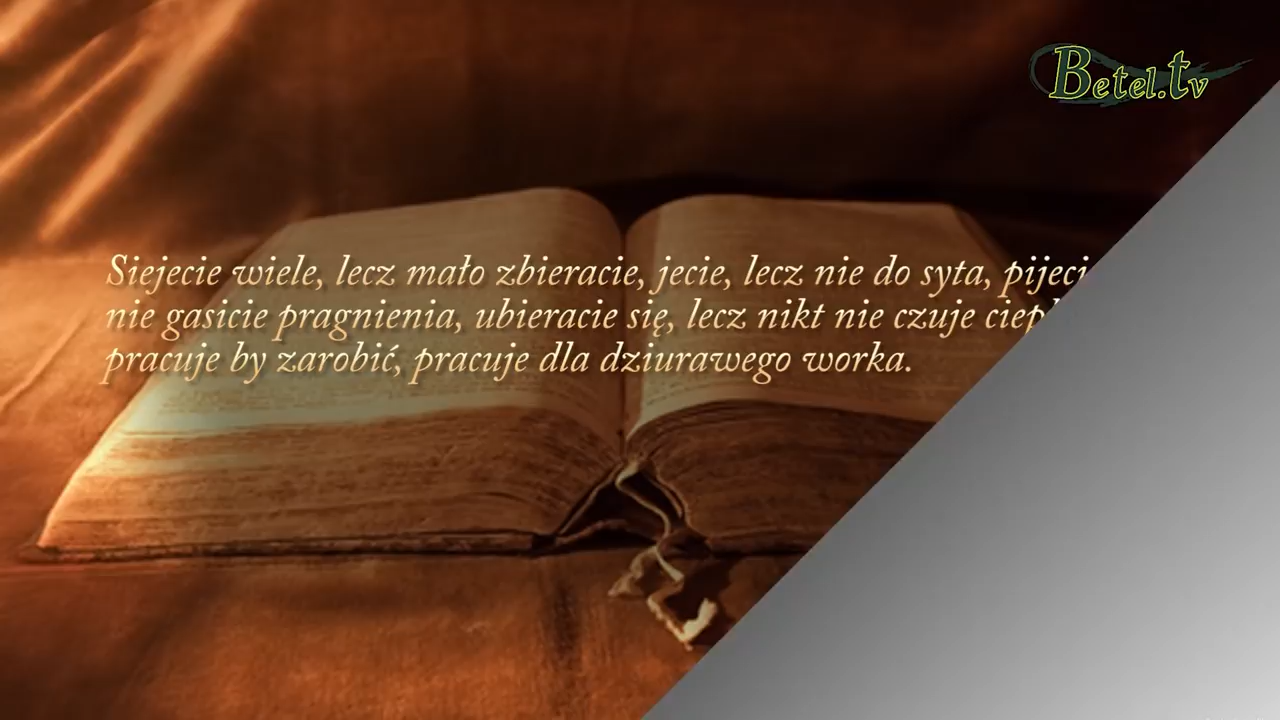 Betel.tv
Siejecie wiele, lecz mało zbieracie, jecie, lecz nie do syta,
nie gasicie pragnienia, ubieracie się, lecz nikt nie czuje
pracuje by zarobić, pracuje dla dziurawego worka.